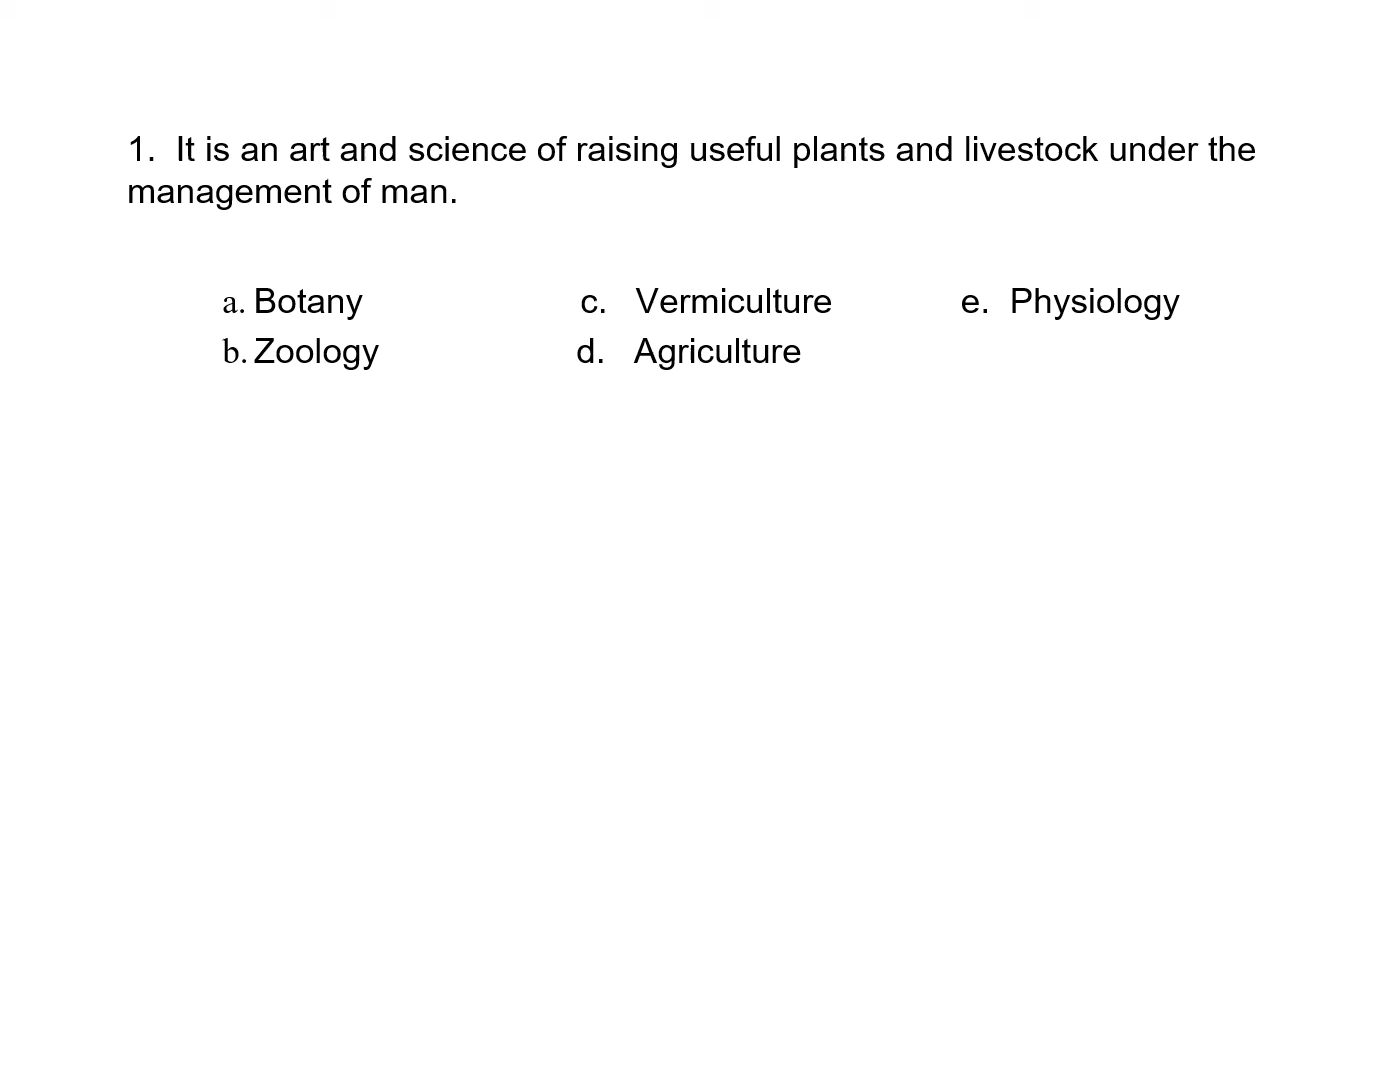 1. It is an art and science of raising useful plants and livestock under the
management of man.
a. Botany c. Vermiculture e. Physiology
b. Zoology d. Agriculture